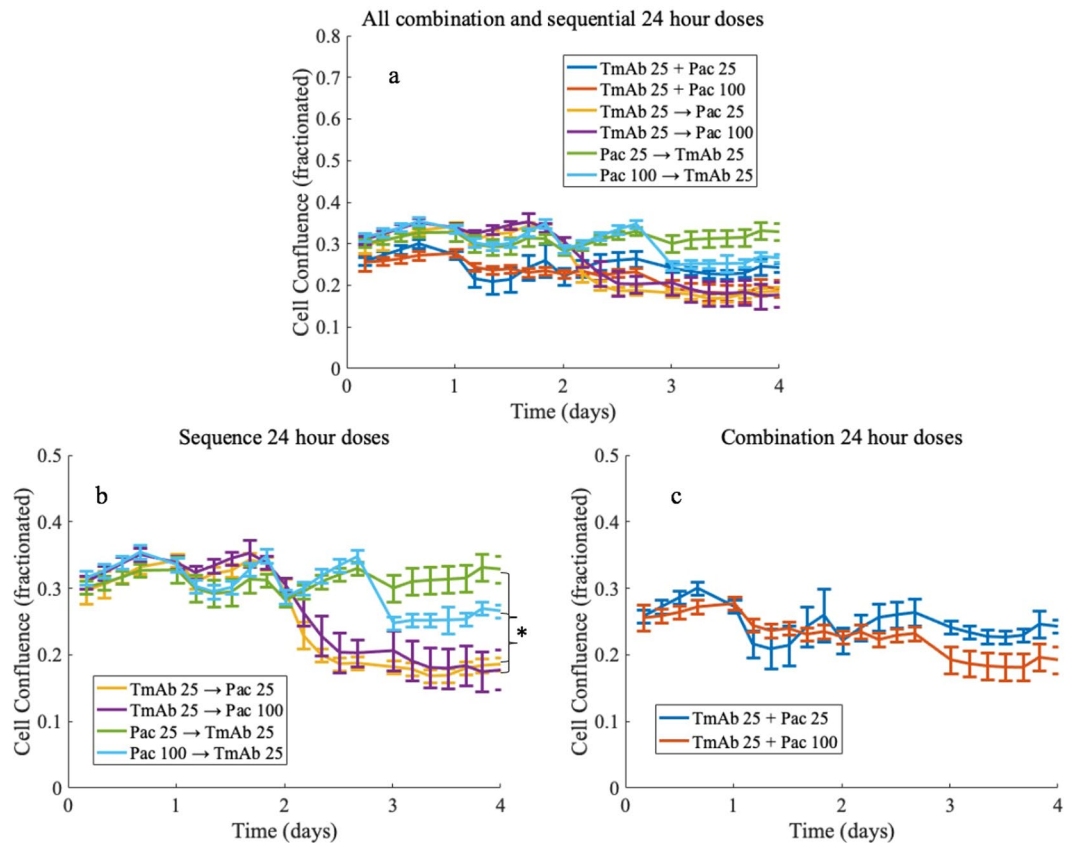 All combination and sequential 24 hour doses
0.8
0.7
0.6
0.5
0.4
0.3
0.2
0.1
0
Cell Confluence (fractionated)
a
TmAb 25 + Pac 25
TmAb 25 + Pac 100
TmAb 25 → Pac 25
TmAb 25 → Pac 100
Pac 25 → TmAb 25
Pac 100 → TmAb 25
0 1 2 3 4
Time (days)
Sequence 24 hour doses
0.5
0.4
0.3
0.2
0.1
0
Cell Confluence (fractionated)
b
*
TmAb 25 → Pac 25
TmAb 25 → Pac 100
Pac 25 → TmAb 25
Pac 100 → TmAb 25
0 1 2 3 4
Time (days)
Combination 24 hour doses
0.5
0.4
0.3
0.2
0.1
0
Cell Confluence (fractionated)
c
TmAb 25 + Pac 25
TmAb 25 + Pac 100
0 1 2 3 4
Time (days)